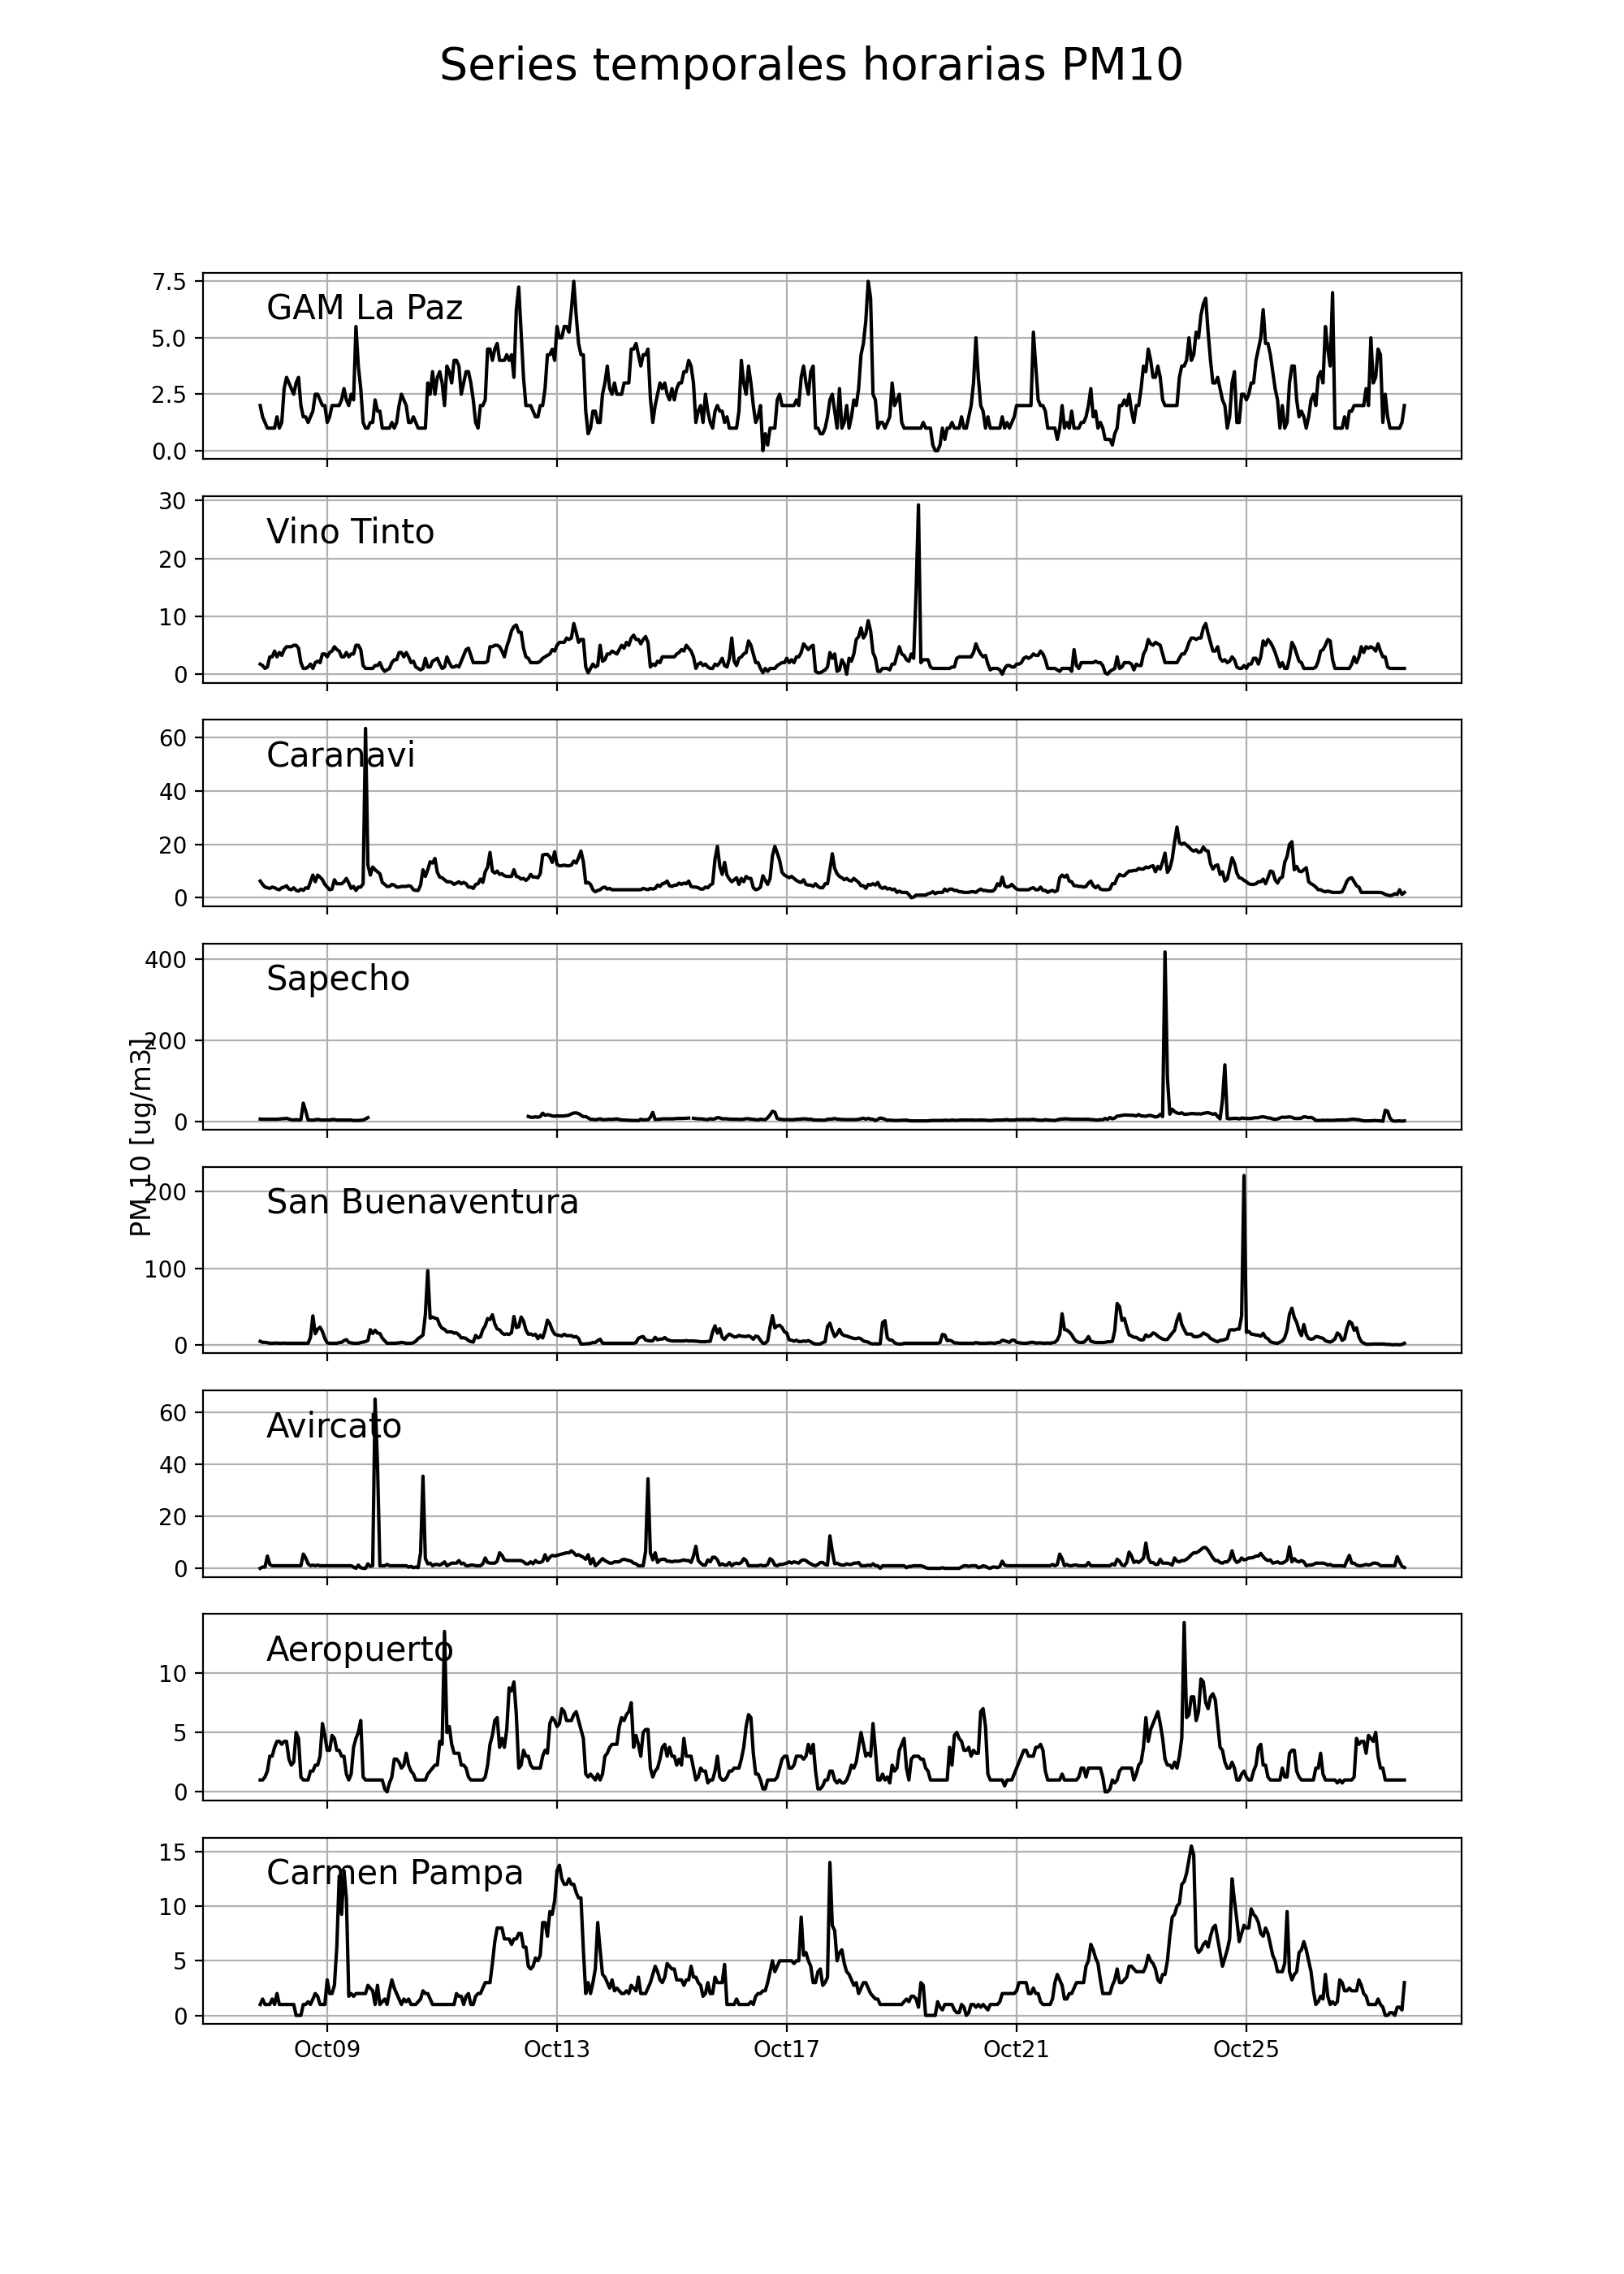 Series temporales horarias PM10
7.5
GAM La Paz
5.0
2.5
0.0
30
Vino Tinto
20
10
0
60
Caranavi
40
20
0
400
Sapecho
200
0
PM 10 [ug/m3]
200
San Buenaventura
100
0
60
Avircato
40
20
0
Aeropuerto
10
5
0
15
Carmen Pampa
10
5
0
Oct09 Oct13 Oct17 Oct21 Oct25